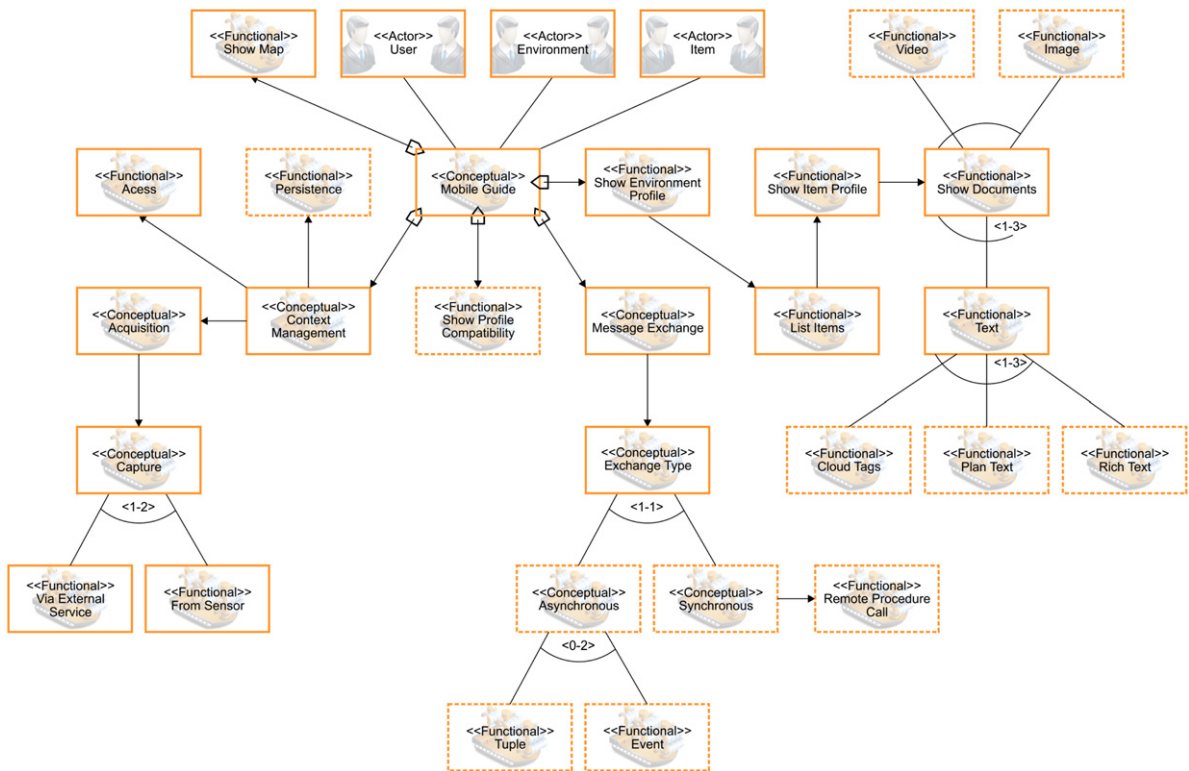 <<Functional>>
Show Map
<<Actor>>
User
<<Actor>>
Environment
<<Actor>>
Item
<<Functional>>
Video
<<Functional>>
Image
<<Functional>>
Acess
<<Functional>>
Persistence
<<Conceptual>>
Mobile Guide
<<Functional>>
Show Environment
Profile
<<Functional>>
Show Item Profile
<<Functional>>
Show Documents
<1-3>
<<Conceptual>>
Acquisition
<<Conceptual>>
Context
Management
<<Functional>>
Show Profile
Compatibility
<<Conceptual>>
Message Exchange
<<Functional>>
List Items
<<Functional>>
Text
<1-3>
<<Conceptual>>
Capture
<<Conceptual>>
Exchange Type
<<Functional>>
Cloud Tags
<<Functional>>
Plan Text
<<Functional>>
Rich Text
<1-2>
<1-1>
<<Functional>>
Via External
Service
<<Functional>>
From Sensor
<<Conceptual>>
Asynchronous
<<Conceptual>>
Synchronous
<<Functional>>
Remote Procedure
Call
<0-2>
<<Functional>>
Tuple
<<Functional>>
Event